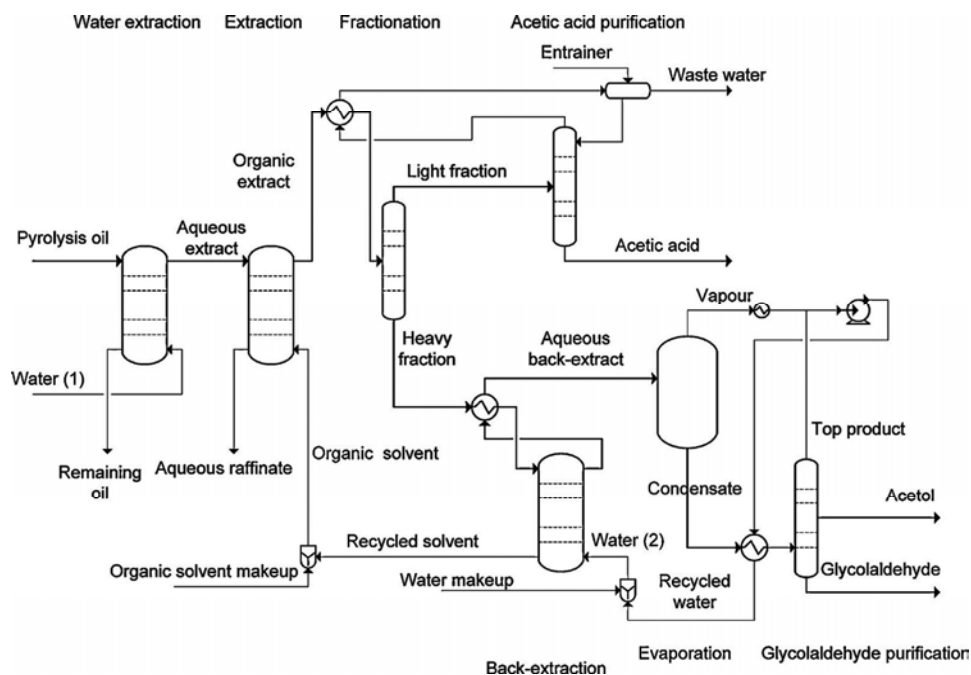 Water extraction
Extraction
Fractionation
Acetic acid purification
Entrainer
Waste water
Organic
extract
Light fraction
Pyrolysis oil
Aqueous
extract
Acetic acid
Vapour
Heavy
fraction
Aqueous
back-extract
Water (1)
Top product
Remaining
oil
Aqueous raffinate
Organic solvent
Condensate
Acetol
Recycled solvent
Water (2)
Organic solvent makeup
Water makeup
Recycled
water
Glycolaldehyde
Back-extraction
Evaporation
Glycolaldehyde purification